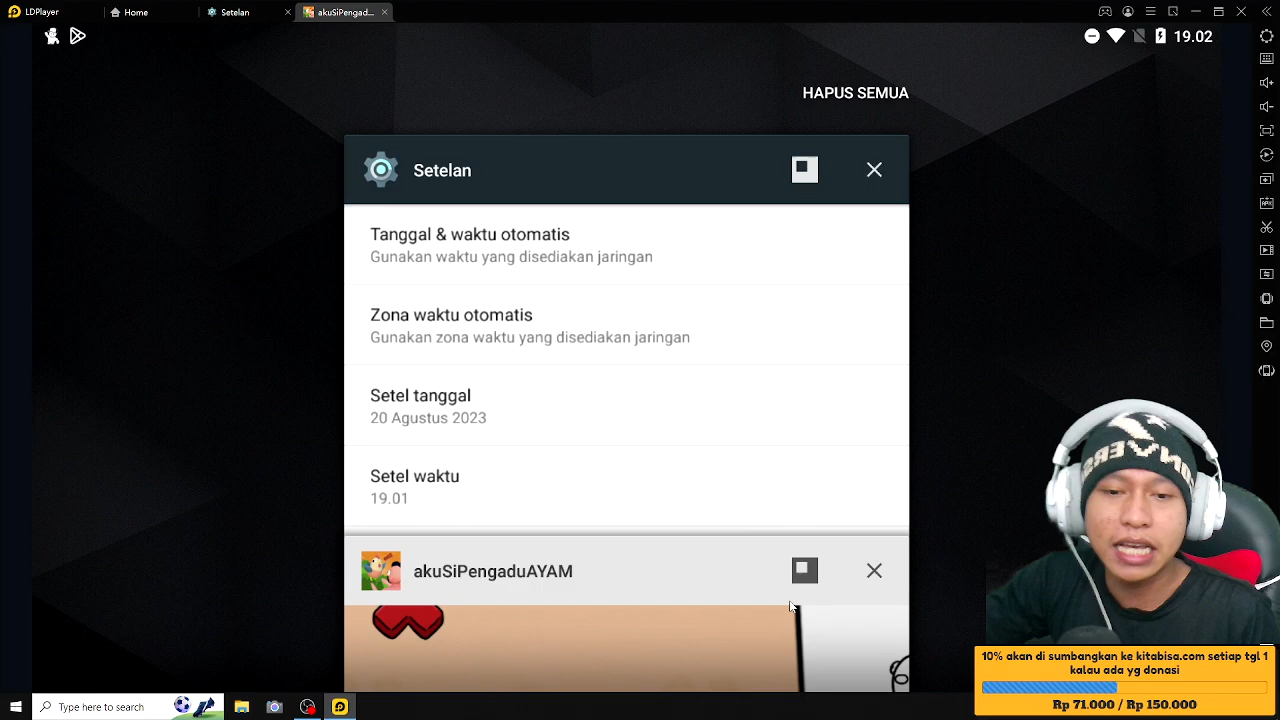 LDPlayer
Home
Setelan
akuSiPengad...
19.02
HAPUS SEMUA
Setelan
Tanggal & waktu otomatis
Gunakan waktu yang disediakan jaringan
Zona waktu otomatis
Gunakan zona waktu yang disediakan jaringan
Setel tanggal
20 Agustus 2023
Setel waktu
19.01
akuSiPengaduAYAM
10% akan di sumbangkan ke kitabisa.com setiap tgl 1
kalau ada yg donasi
Rp 71.000 / Rp 150.000
Type here to search